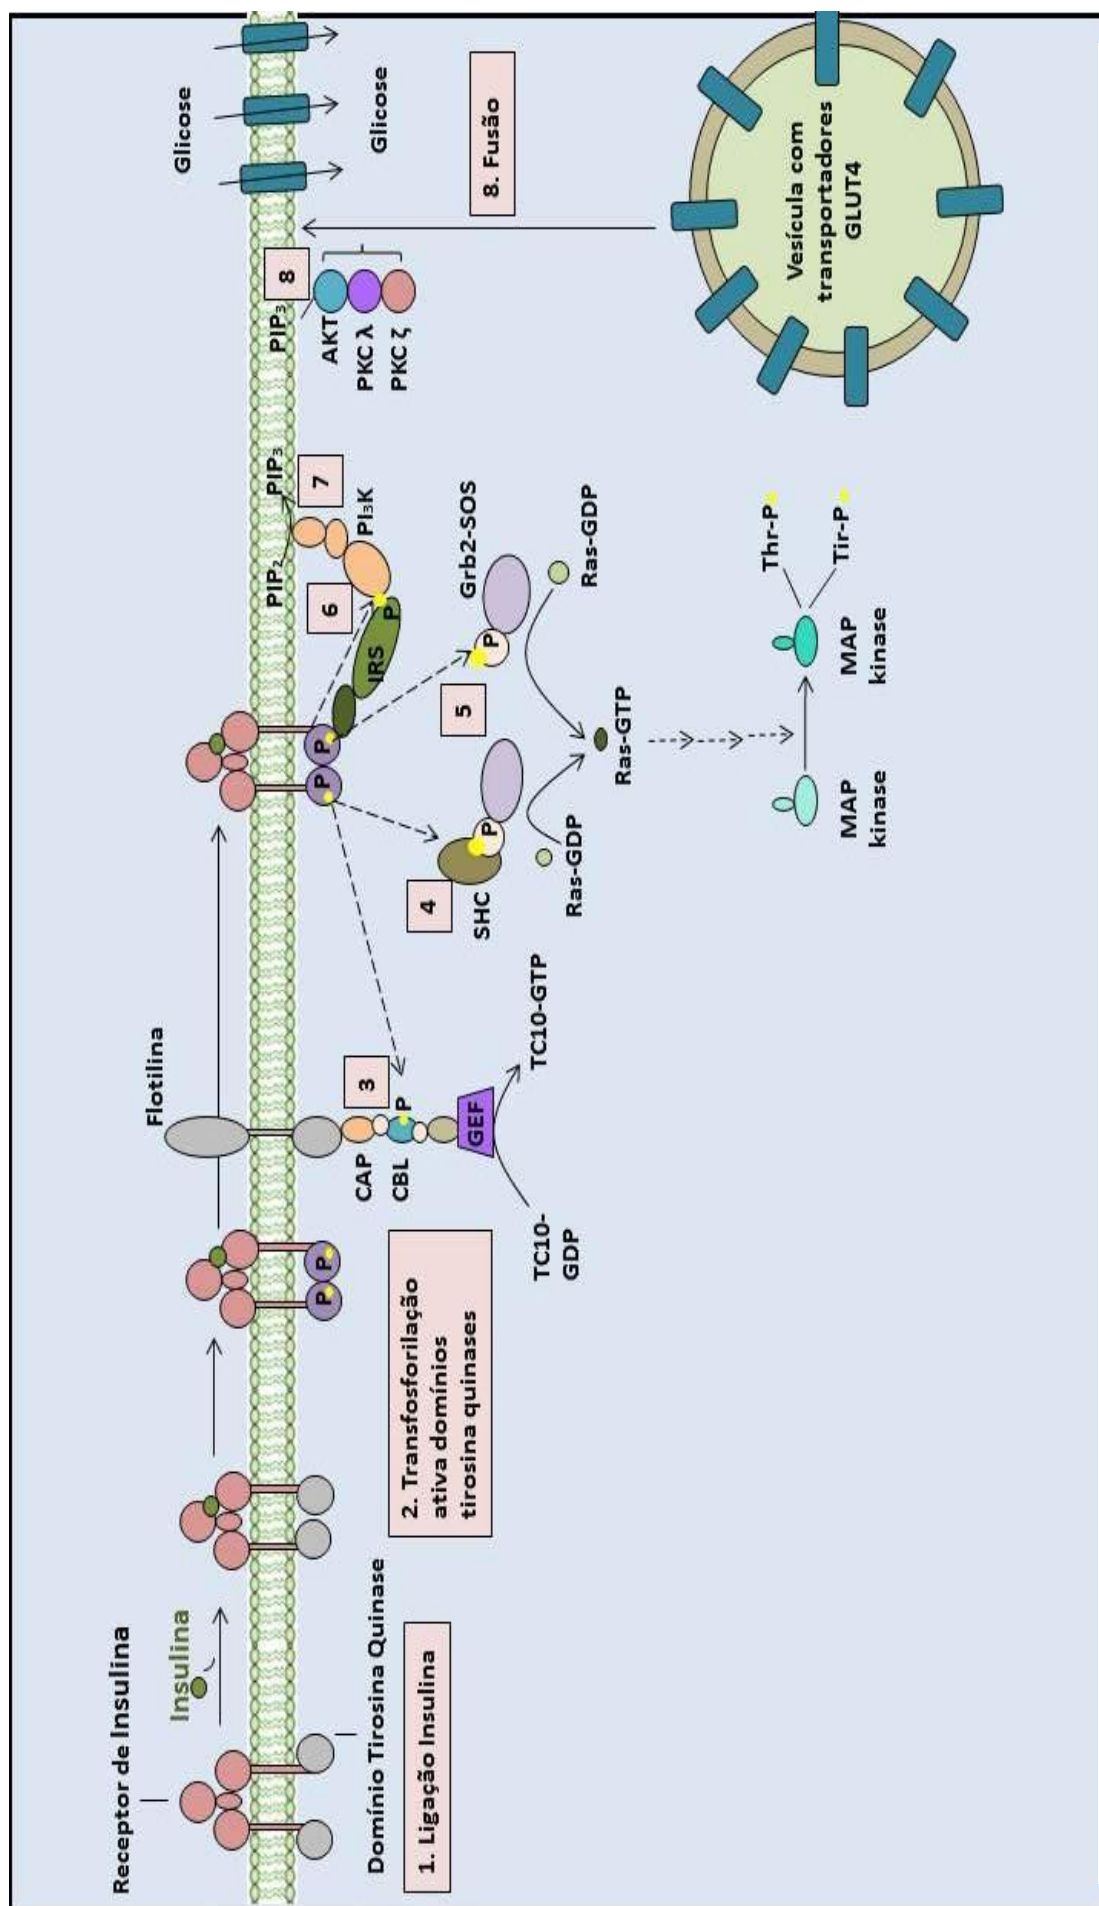 Receptor de Insulina
Insulina
Domínio Tirosina Quinase
1. Ligação Insulina
2. Transfosforilação
ativa domínios
tirosina quinases
P
P
Flotilina
3
CAP
CBL
P
GEF
TC10-
GDP
TC10-GTP
P
P
4
SHC
P
Ras-GDP
5
P
Grb2-SOS
Ras-GDP
Ras-GTP
MAP
kinase
MAP
kinase
Thr-P
Tir-P
IRS
P
6
PI₃K
7
PIP₂
PIP₃
PIP₃
8
AKT
PKC λ
PKC ζ
Glicose
Glicose
8. Fusão
Vesícula com
transportadores
GLUT4